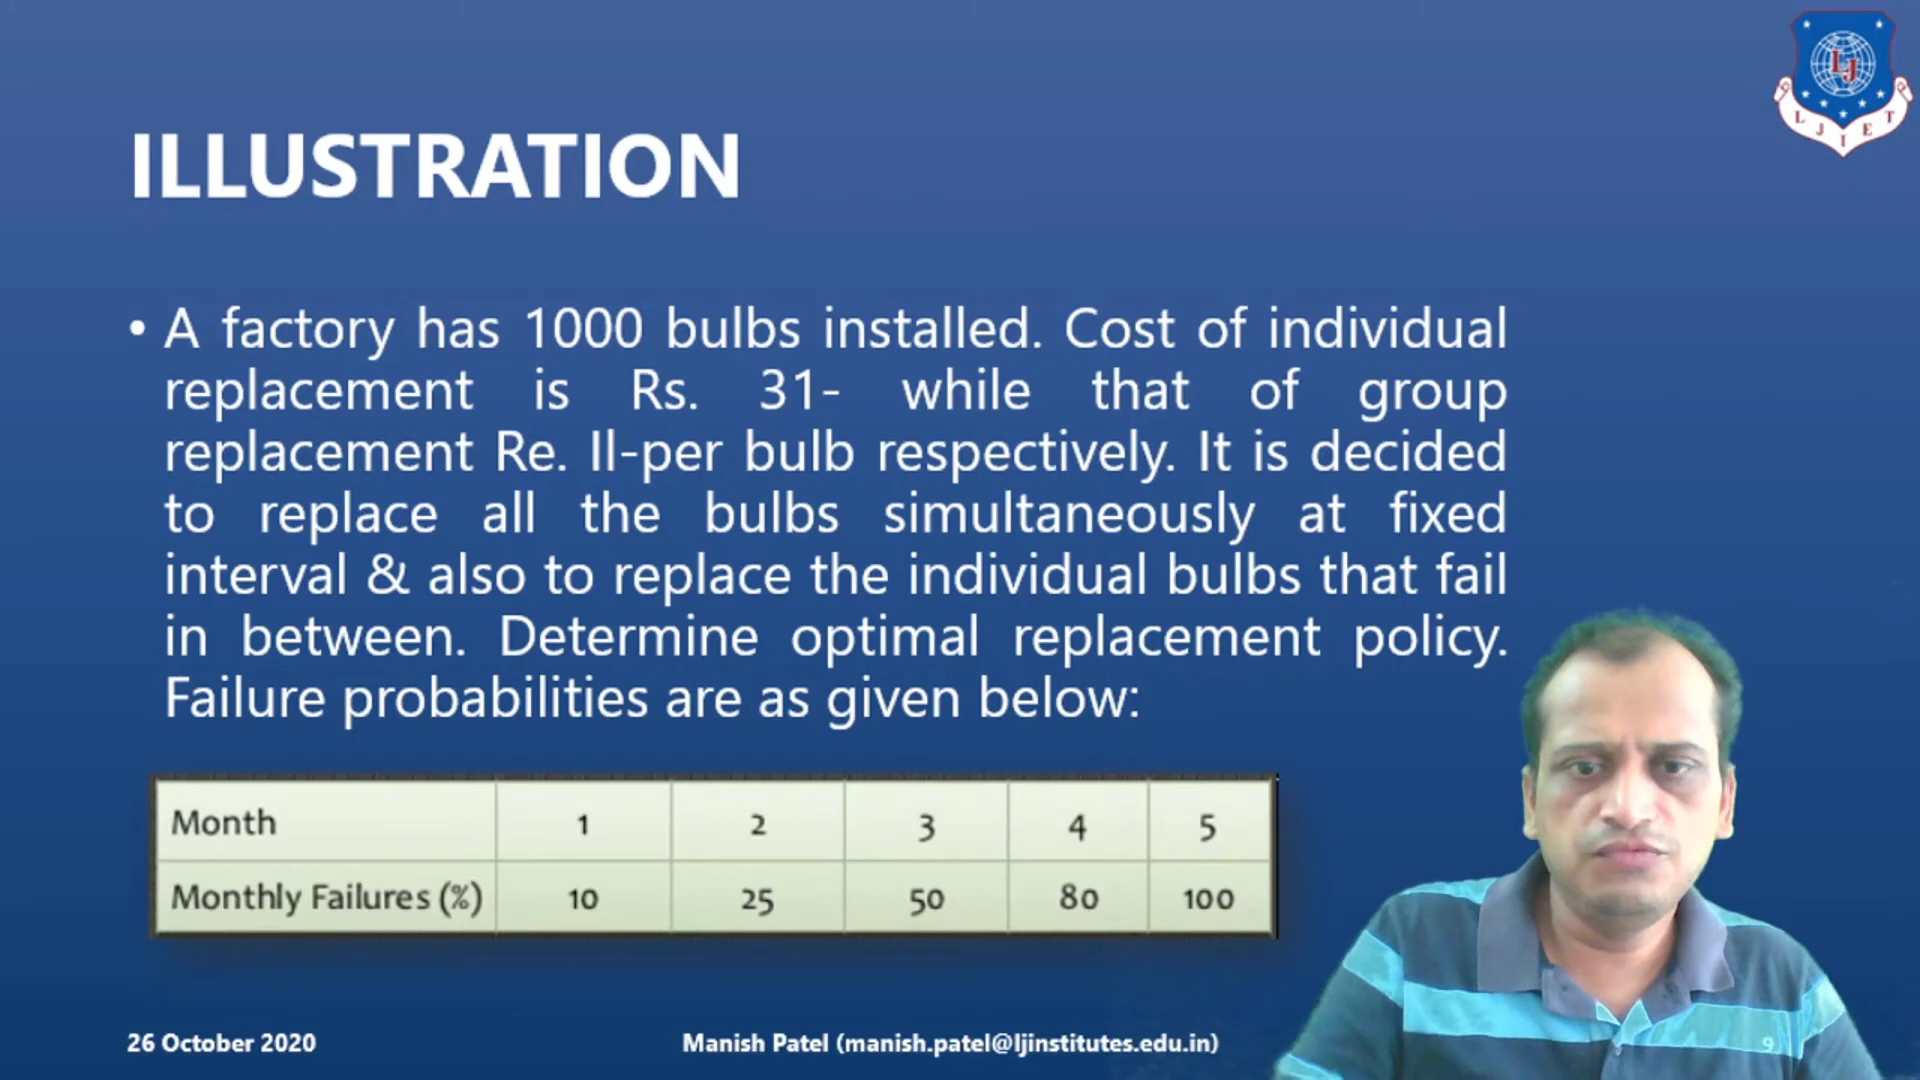 LJ
LJIET
ILLUSTRATION
• A factory has 1000 bulbs installed. Cost of individual
replacement is Rs. 31- while that of group
replacement Re. Il-per bulb respectively. It is decided
to replace all the bulbs simultaneously at fixed
interval & also to replace the individual bulbs that fail
in between. Determine optimal replacement policy.
Failure probabilities are as given below:
Month 1 2 3 4 5
Monthly Failures (%) 10 25 50 80 100
26 October 2020 Manish Patel (manish.patel@ljinstitutes.edu.in) 9